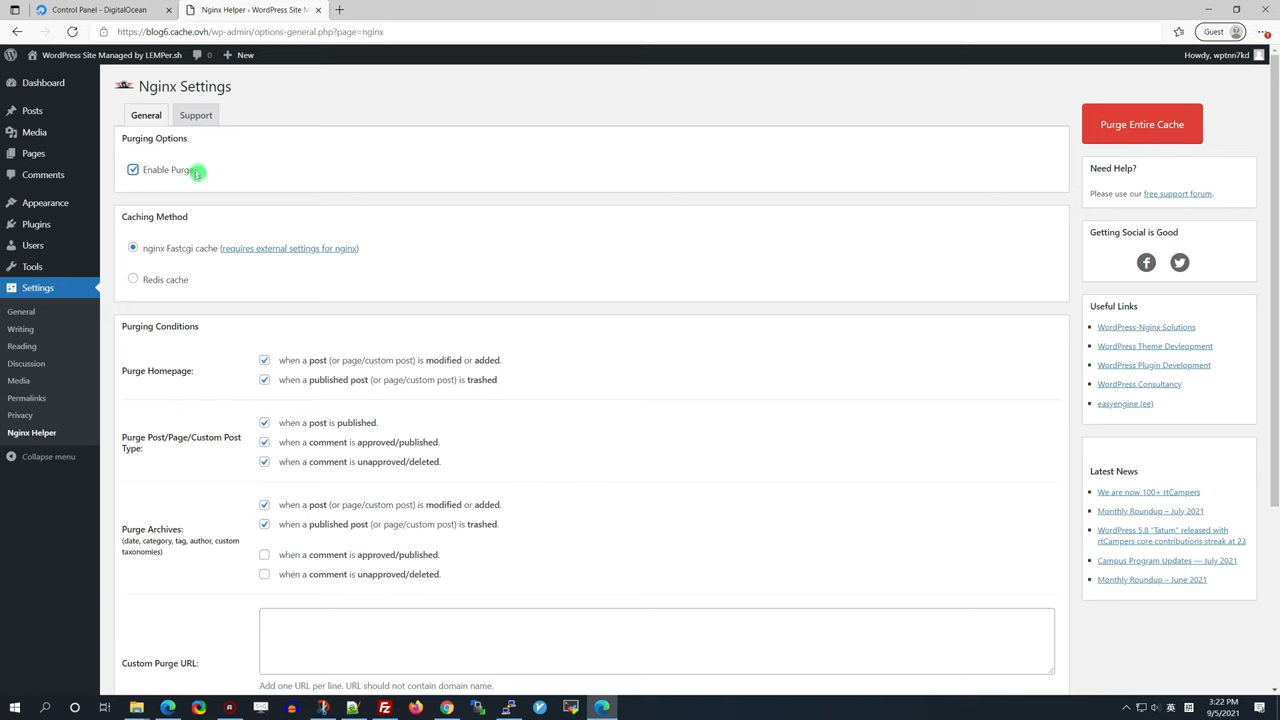 Control Panel - DigitalOcean
Nginx Helper ‹ WordPress Site M
https://blog6.cache.ovh/wp-admin/options-general.php?page=nginx
Guest
WordPress Site Managed by LEMPer.sh
0
New
Howdy, wptnn7kd
Dashboard
Posts
Media
Pages
Comments
Appearance
Plugins
Users
Tools
Settings
General
Writing
Reading
Discussion
Media
Permalinks
Privacy
Nginx Helper
Collapse menu
Nginx Settings
General
Support
Purging Options
Enable Purge
Caching Method
nginx Fastcgi cache (requires external settings for nginx)
Redis cache
Purging Conditions
Purge Homepage:
when a post (or page/custom post) is modified or added.
when a published post (or page/custom post) is trashed
Purge Post/Page/Custom Post
Type:
when a post is published.
when a comment is approved/published.
when a comment is unapproved/deleted.
Purge Archives:
(date, category, tag, author, custom
taxonomies)
when a post (or page/custom post) is modified or added.
when a published post (or page/custom post) is trashed.
when a comment is approved/published.
when a comment is unapproved/deleted.
Custom Purge URL:
Add one URL per line. URL should not contain domain name.
Purge Entire Cache
Need Help?
Please use our free support forum.
Getting Social is Good
Useful Links
WordPress-Nginx Solutions
WordPress Theme Devleopment
WordPress Plugin Development
WordPress Consultancy
easyengine (ee)
Latest News
We are now 100+ rtCampers
Monthly Roundup – July 2021
WordPress 5.8 "Tatum" released with
rtCampers core contributions streak at 23
Campus Program Updates — July 2021
Monthly Roundup – June 2021
英
3:22 PM
9/5/2021